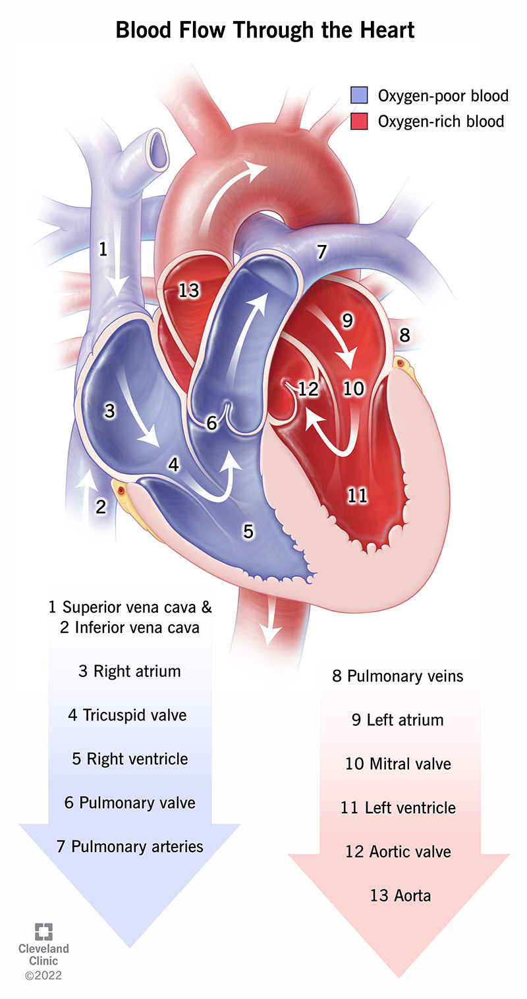 Blood Flow Through the Heart
Oxygen-poor blood
Oxygen-rich blood
1
7
13
9
8
12
10
3
6
4
11
2
5
1 Superior vena cava &
2 Inferior vena cava
3 Right atrium
4 Tricuspid valve
5 Right ventricle
6 Pulmonary valve
7 Pulmonary arteries
8 Pulmonary veins
9 Left atrium
10 Mitral valve
11 Left ventricle
12 Aortic valve
13 Aorta
Cleveland
Clinic
©2022